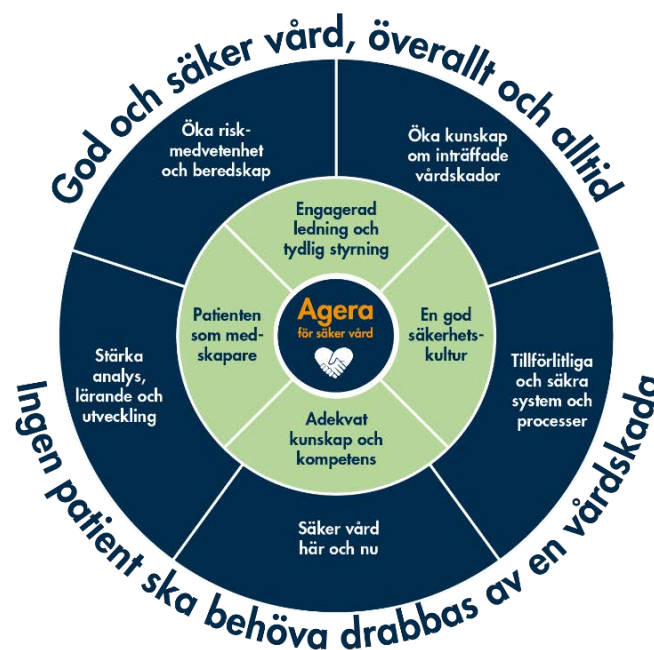 God och säker vård, överallt och alltid
Öka risk-
medvetenhet
och beredskap
Öka kunskap
om inträffade
vårdskador
Engagerad
ledning och
tydlig styrning
Patienten
som med-
skapare
Agera
för säker vård
En god
säkerhets-
kultur
Stärka
analys,
lärande och
utveckling
Tillförlitliga
och säkra
system och
processer
Adekvat
kunskap och
kompetens
Säker vård
här och nu
Ingen patient ska behöva drabbas av en vårdskada